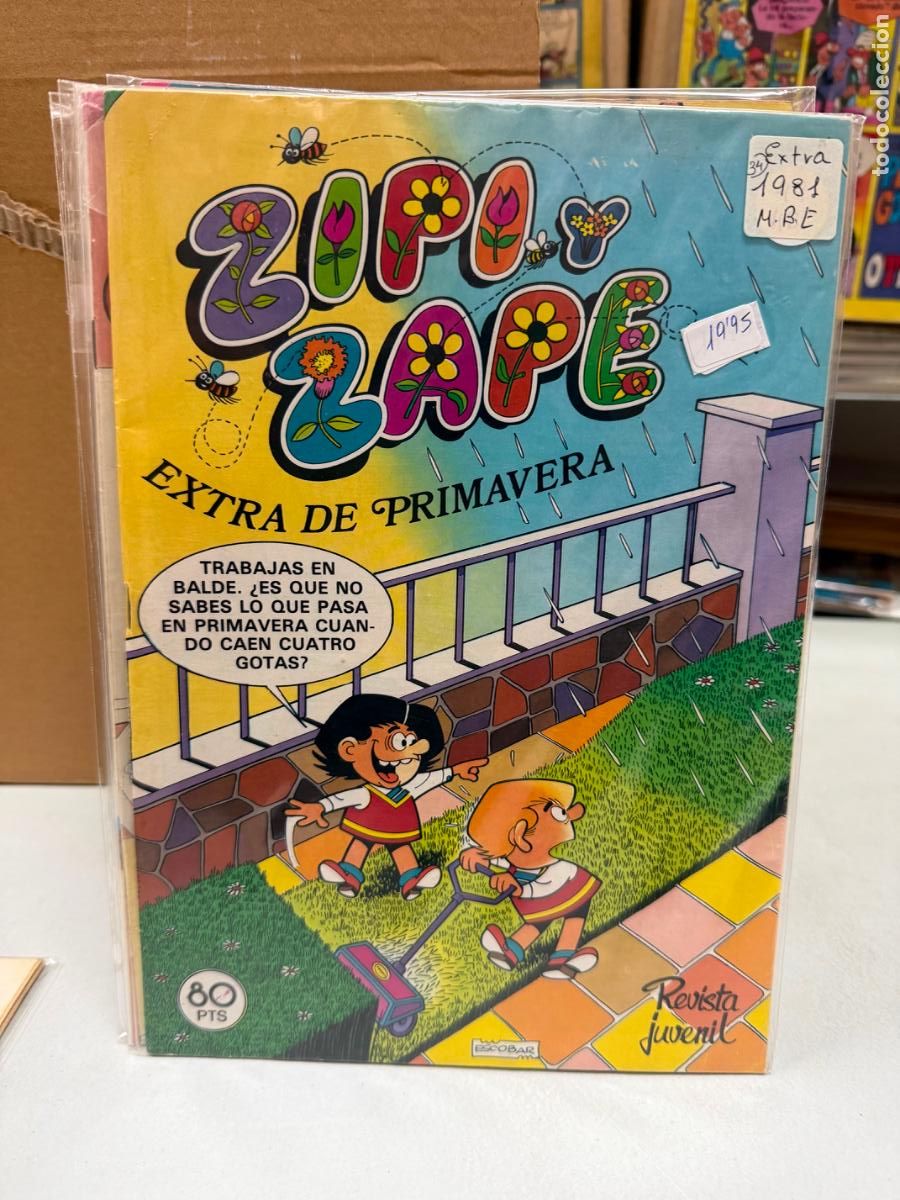 ZIPI Y
ZAPE
EXTRA DE PRIMAVERA
34 Extra
1981
M.B.E
19'95
TRABAJAS EN
BALDE. ¿ES QUE NO
SABES LO QUE PASA
EN PRIMAVERA CUAN-
DO CAEN CUATRO
GOTAS?
80
PTS
ESCOBAR
Revista
juvenil
todocoleccion